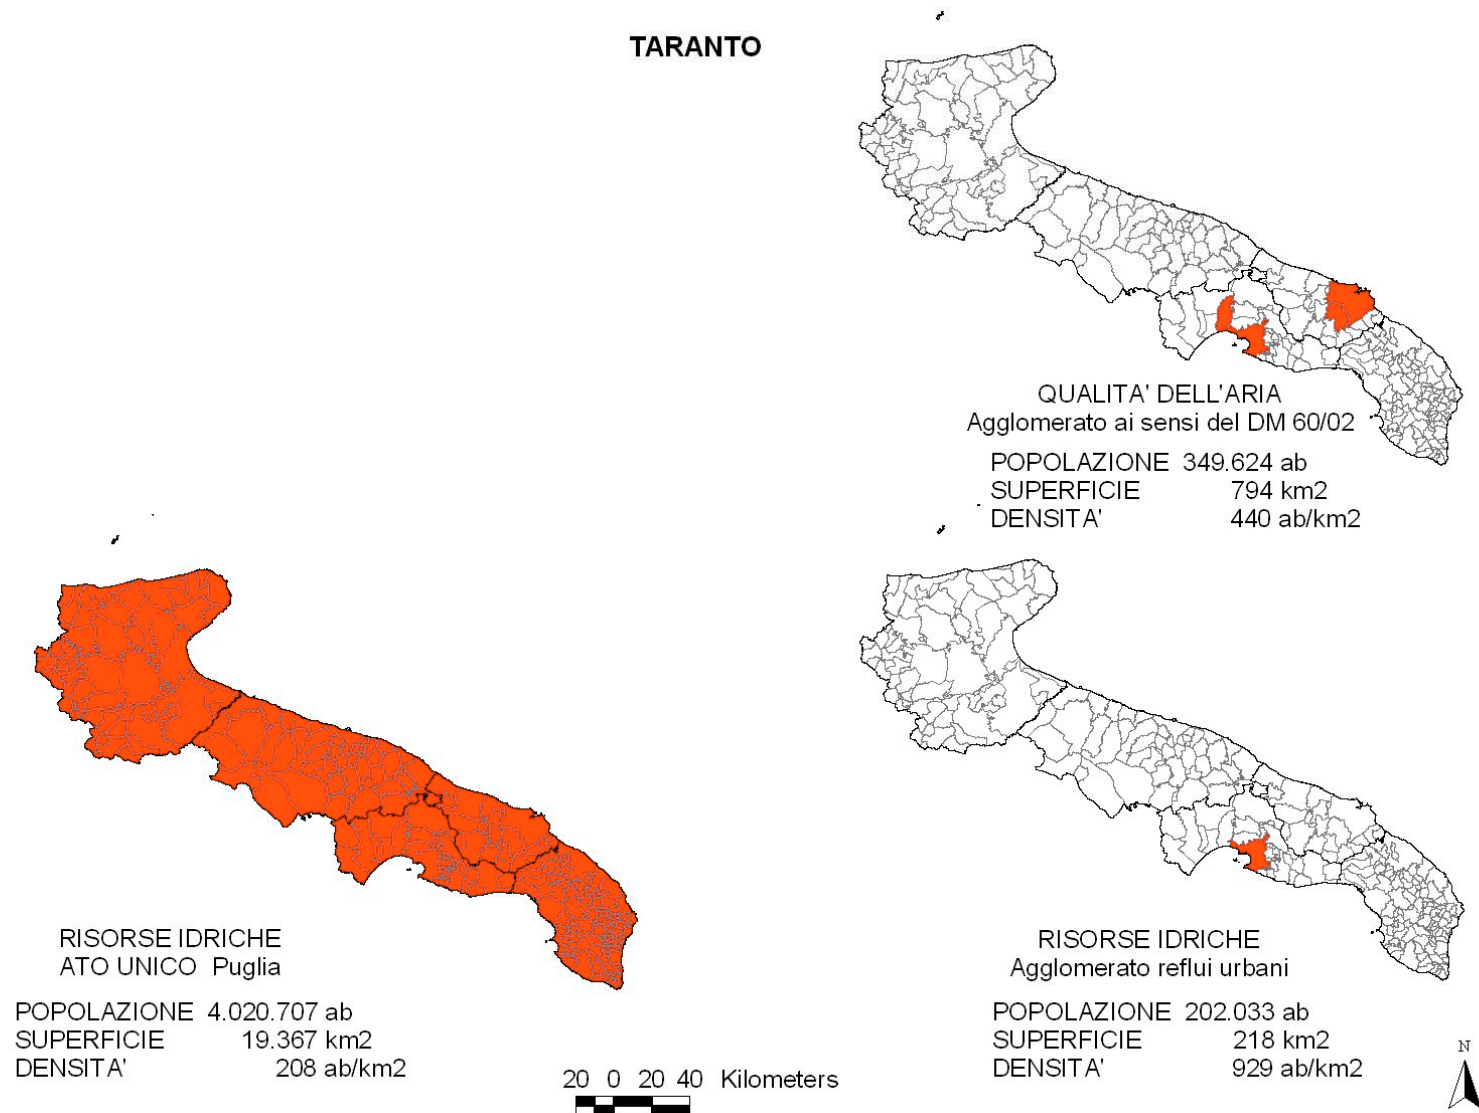 TARANTO
QUALITA' DELL'ARIA
Agglomerato ai sensi del DM 60/02
POPOLAZIONE 349.624 ab
SUPERFICIE 794 km2
DENSITA' 440 ab/km2
RISORSE IDRICHE
ATO UNICO Puglia
POPOLAZIONE 4.020.707 ab
SUPERFICIE 19.367 km2
DENSITA' 208 ab/km2
RISORSE IDRICHE
Agglomerato reflui urbani
POPOLAZIONE 202.033 ab
SUPERFICIE 218 km2
DENSITA' 929 ab/km2
20 0 20 40 Kilometers
N